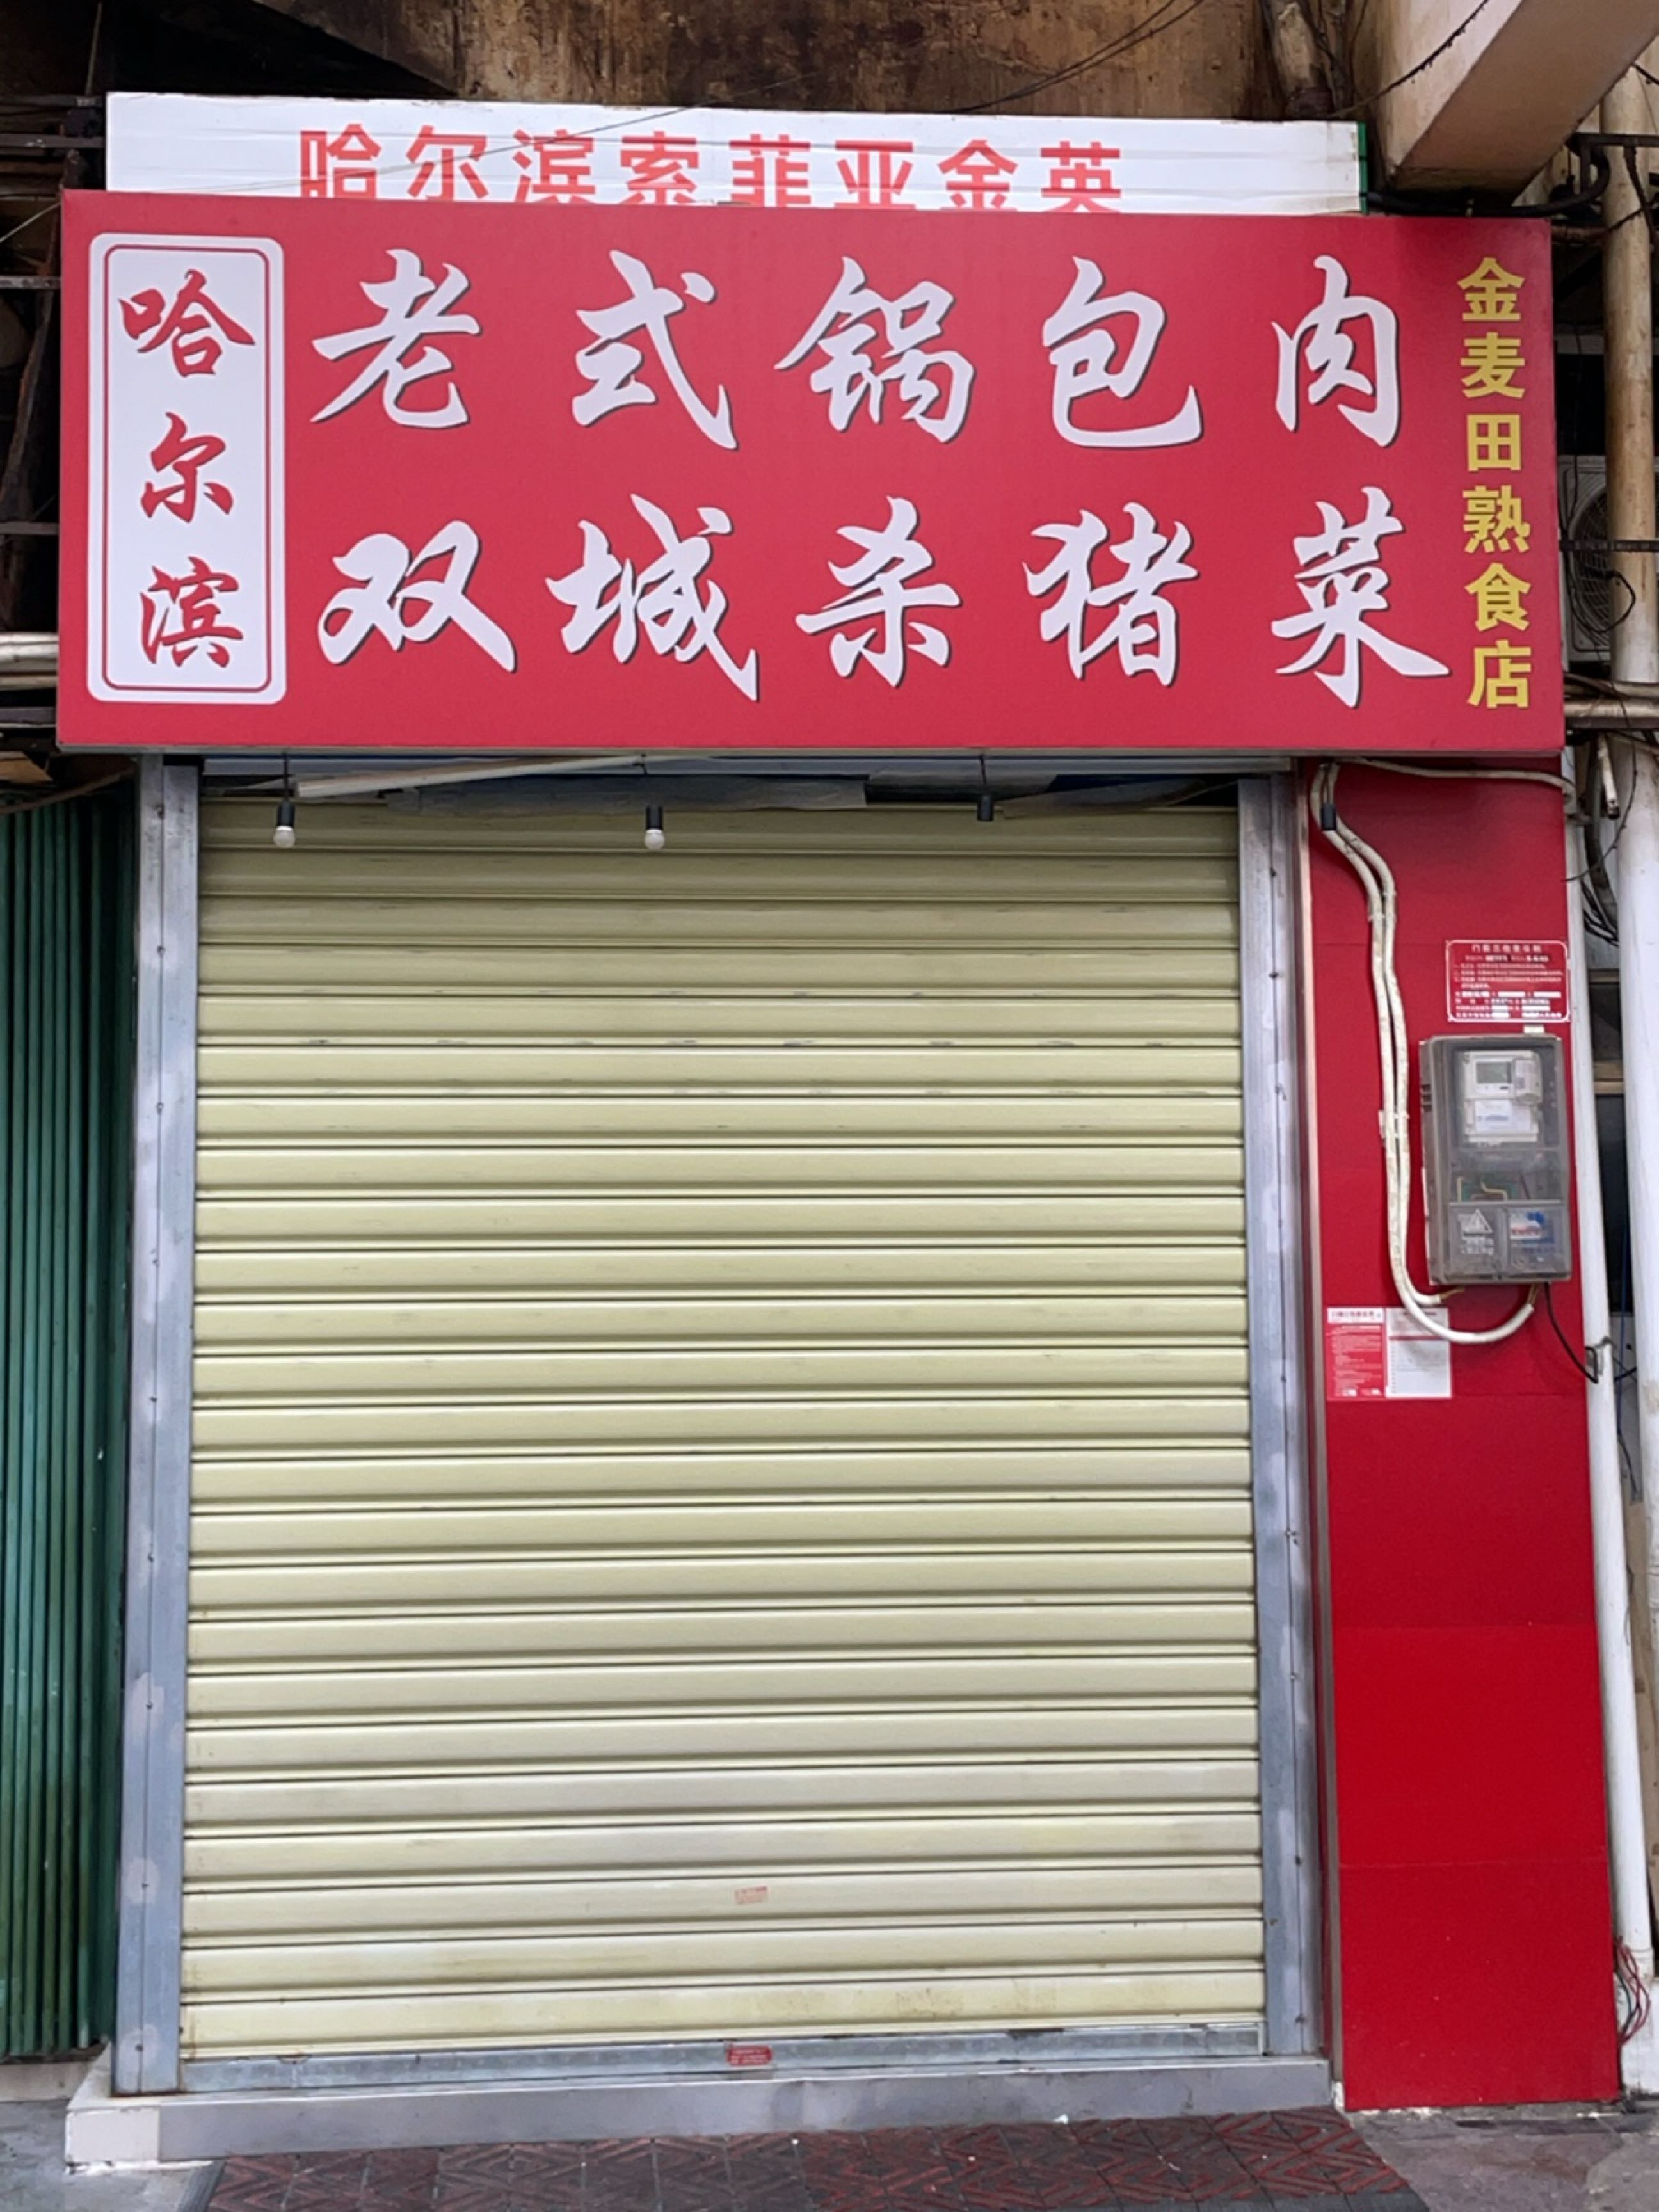 哈尔滨索菲亚金英
哈尔滨
老式锅包肉
双城杀猪菜
金麦田熟食店